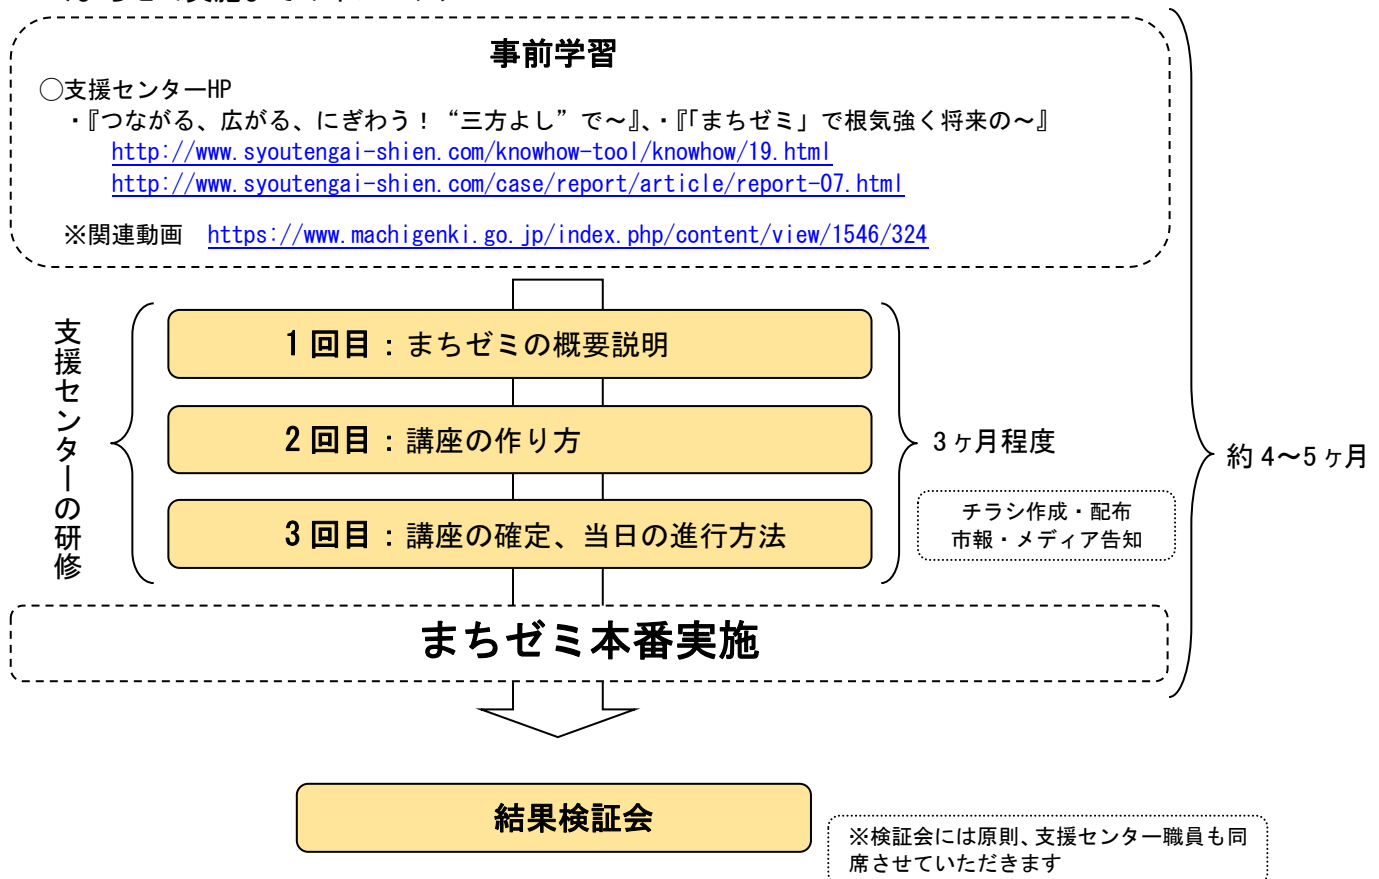 事前学習
○支援センターHP
・『つながる、広がる、にぎわう！“三方よし”で～』、・『「まちゼミ」で根気強く将来の～』
http://www.syoutengai-shien.com/knowhow-tool/knowhow/19.html
http://www.syoutengai-shien.com/case/report/article/report-07.html
※関連動画 https://www.machigenki.go.jp/index.php/content/view/1546/324
支援センターの研修
1 回目：まちゼミの概要説明
2 回目：講座の作り方
3 回目：講座の確定、当日の進行方法
3ヶ月程度
チラシ作成・配布
市報・メディア告知
約 4～5ヶ月
まちゼミ本番実施
結果検証会
※検証会には原則、支援センター職員も同
席させていただきます